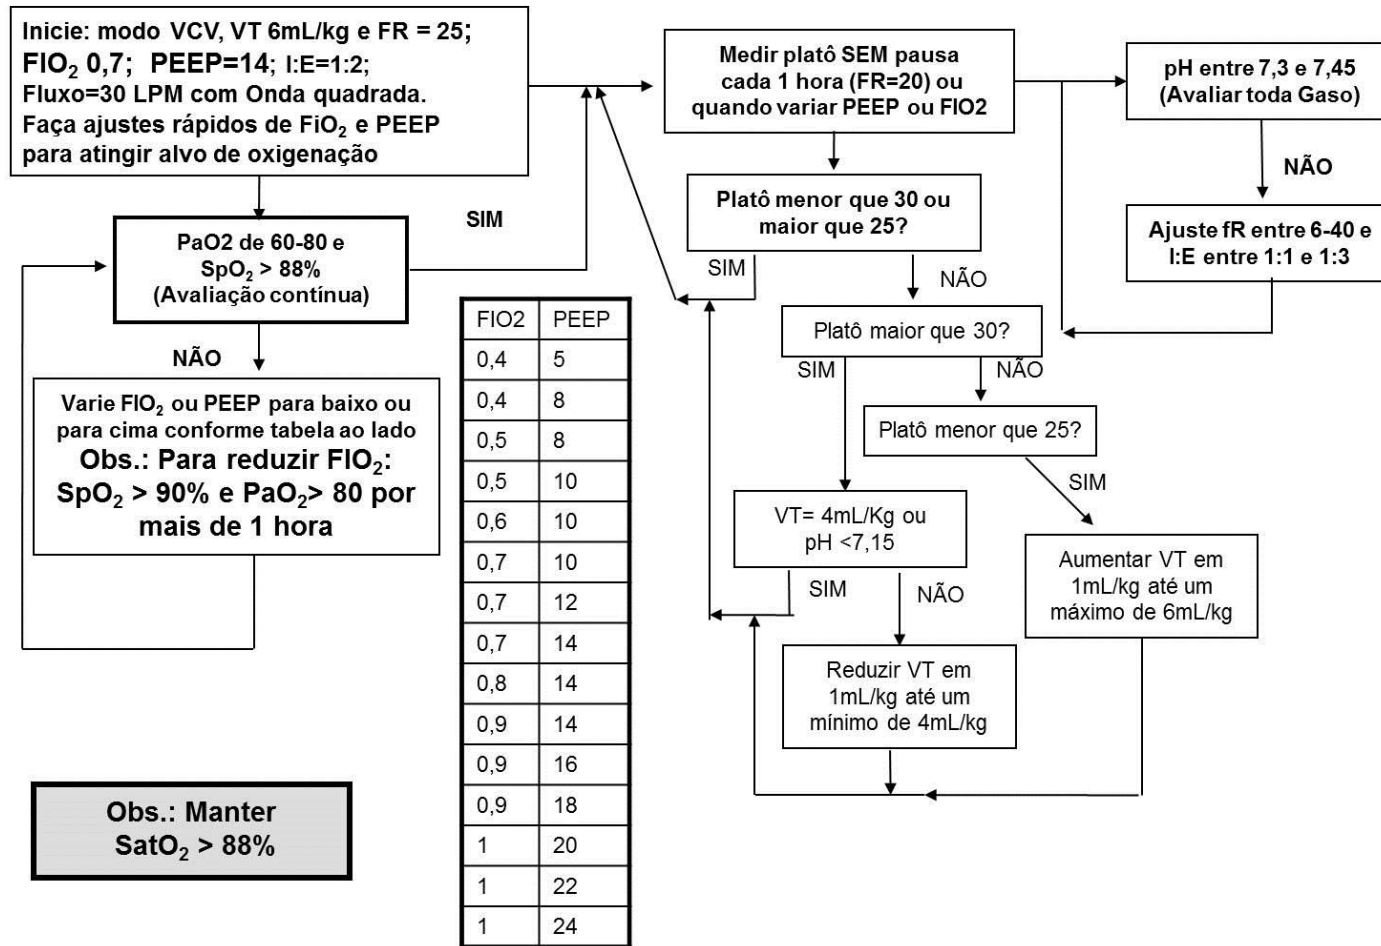 Inicie: modo VCV, VT 6mL/kg e FR = 25;
FIO₂ 0,7; PEEP=14; I:E=1:2;
Fluxo=30 LPM com Onda quadrada.
Faça ajustes rápidos de FiO₂ e PEEP
para atingir alvo de oxigenação
SIM
PaO2 de 60-80 e
SpO₂ > 88%
(Avaliação contínua)
NÃO
Varie FIO₂ ou PEEP para baixo ou
para cima conforme tabela ao lado
Obs.: Para reduzir FIO₂:
SpO₂ > 90% e PaO₂> 80 por
mais de 1 hora
Obs.: Manter
SatO₂ > 88%
FIO2 PEEP
0,4 5
0,4 8
0,5 8
0,5 10
0,6 10
0,7 10
0,7 12
0,7 14
0,8 14
0,9 14
0,9 16
0,9 18
1 20
1 22
1 24
Medir platô SEM pausa
cada 1 hora (FR=20) ou
quando variar PEEP ou FIO2
Platô menor que 30 ou
maior que 25?
SIM
NÃO
Platô maior que 30?
SIM
NÃO
Platô menor que 25?
SIM
VT= 4mL/Kg ou
pH <7,15
SIM
NÃO
Aumentar VT em
1mL/kg até um
máximo de 6mL/kg
Reduzir VT em
1mL/kg até um
mínimo de 4mL/kg
pH entre 7,3 e 7,45
(Avaliar toda Gaso)
NÃO
Ajuste fR entre 6-40 e
I:E entre 1:1 e 1:3